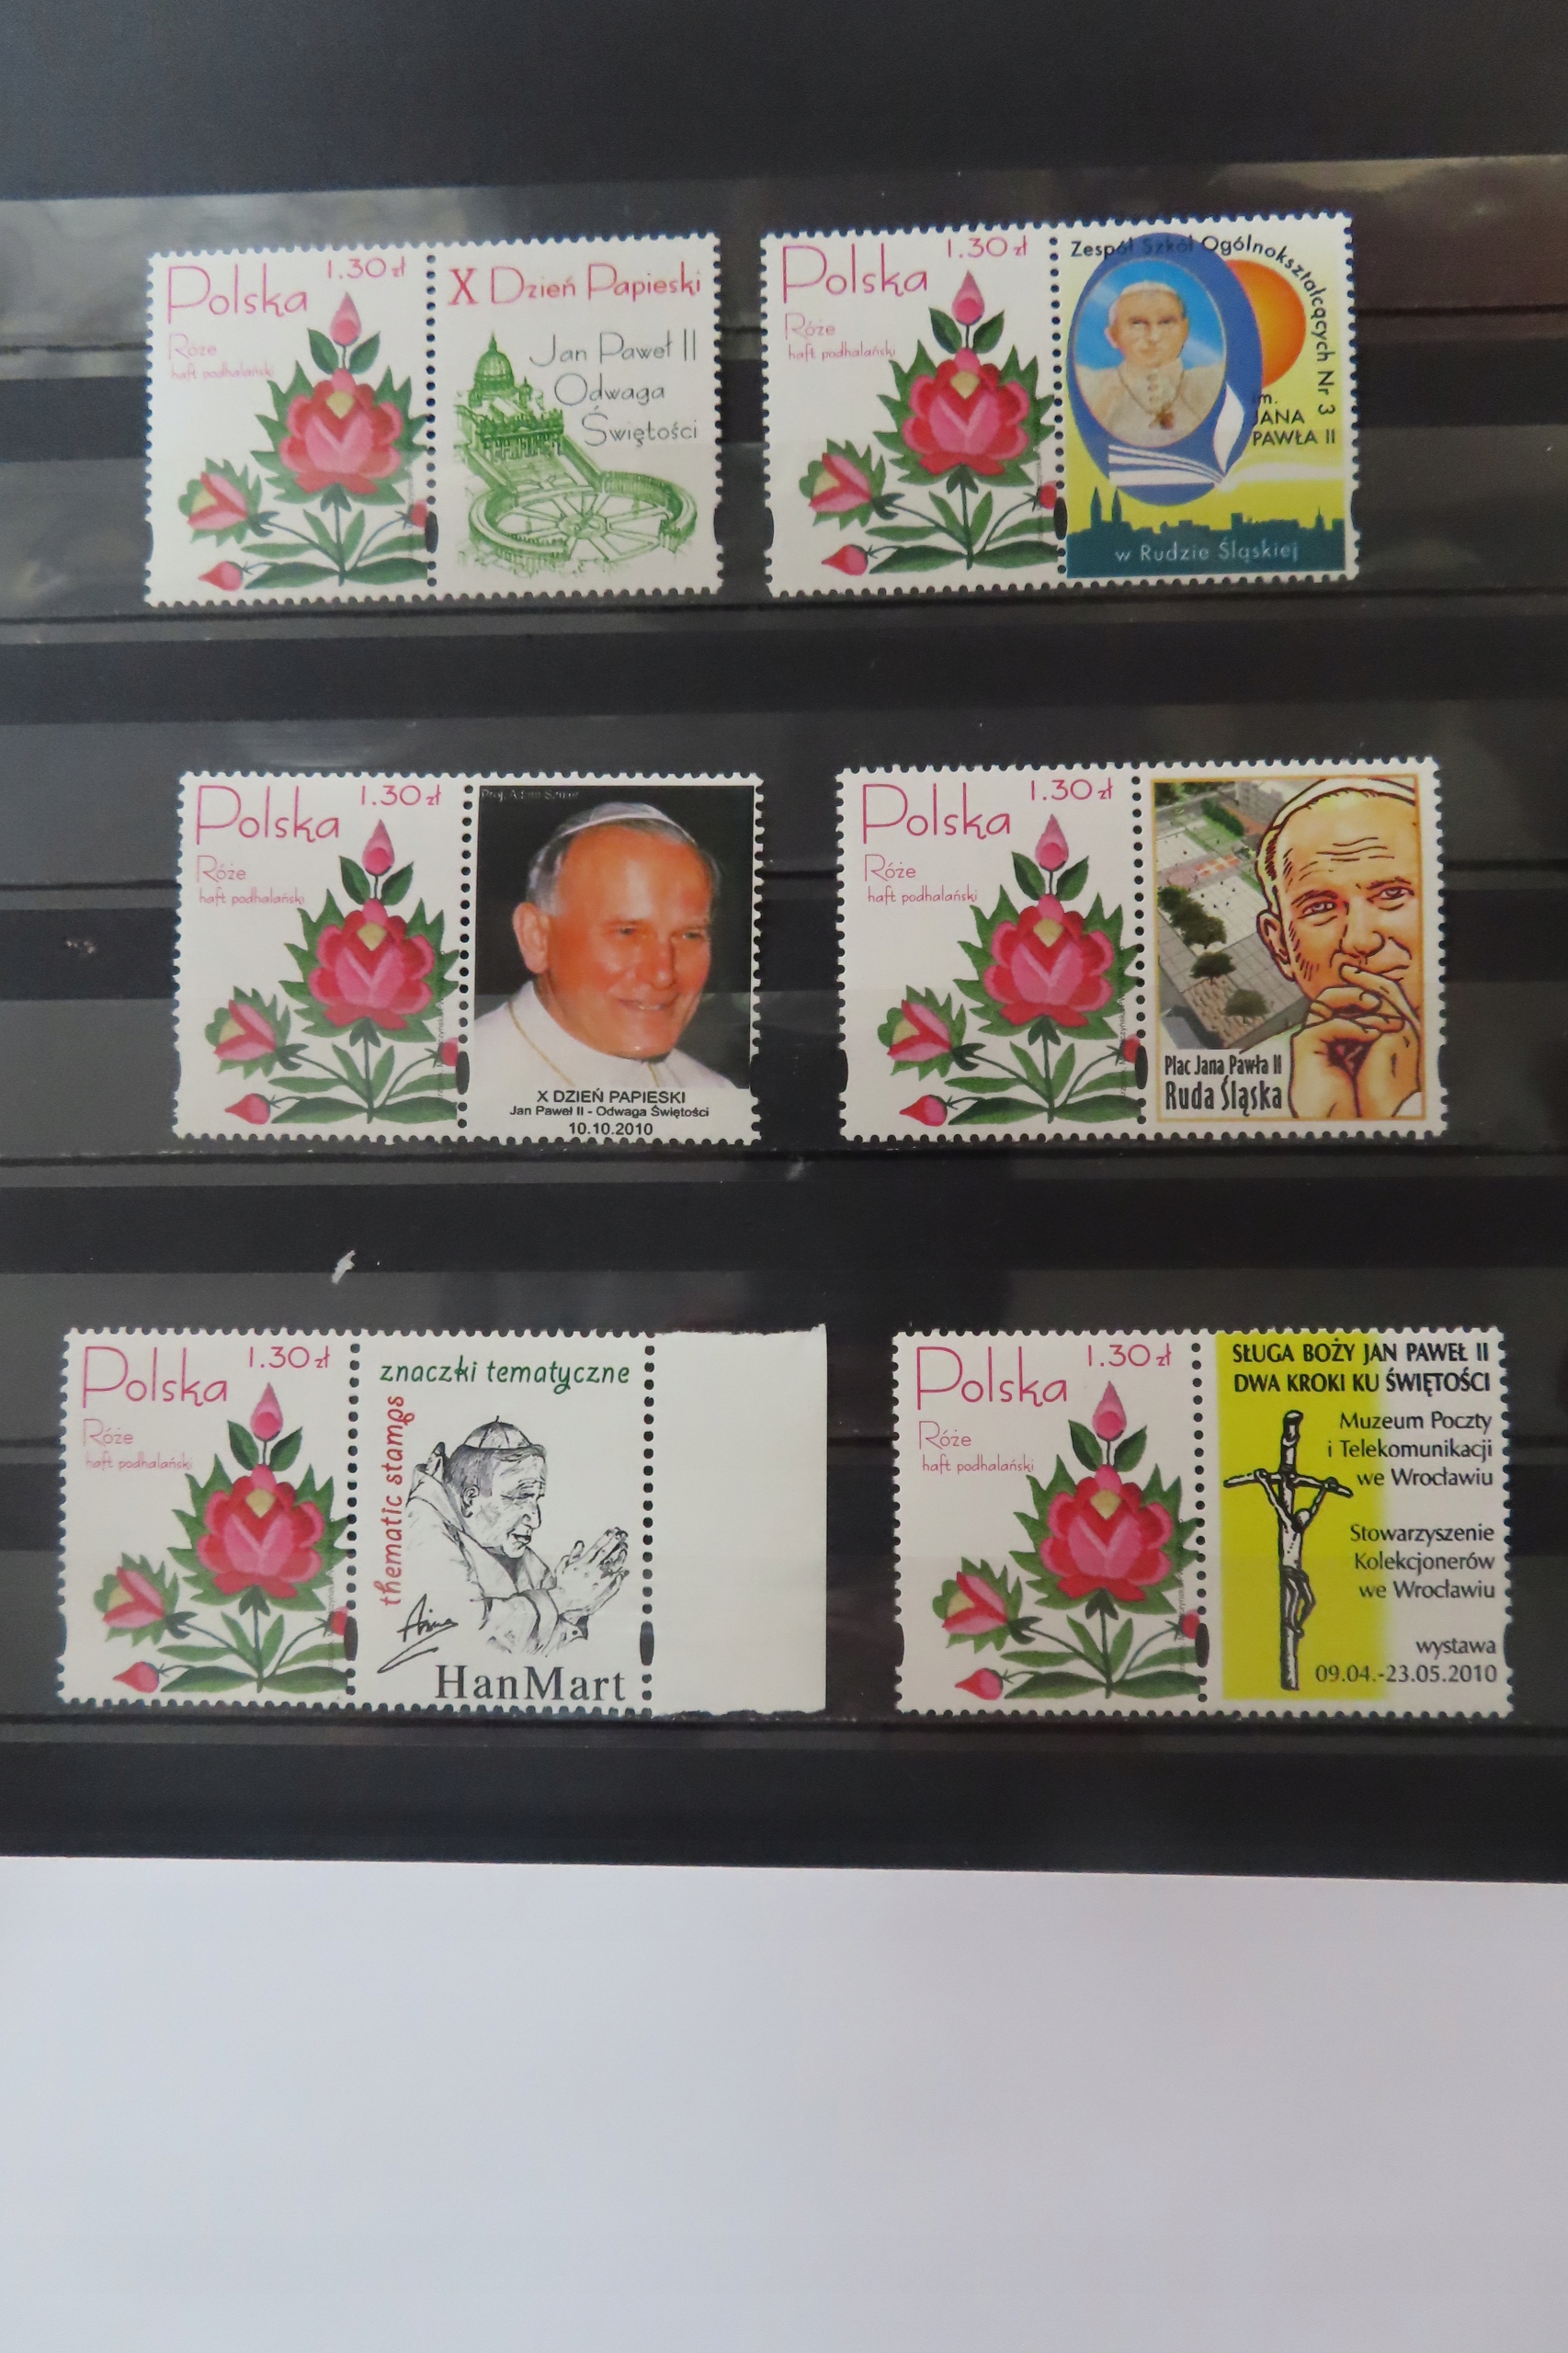 Polska
1.30 zł
Róże
haft podhalański
X Dzień Papieski
Jan Paweł II
Odwaga
Świętości
Polska
1.30 zł
Róże
haft podhalański
Zespół Szkół Ogólnokształcących Nr 3
im.
JANA
PAWŁA II
w Rudzie Śląskiej
Polska
1.30 zł
Róże
haft podhalański
X DZIEŃ PAPIESKI
Jan Paweł II - Odwaga Świętości
10.10.2010
Polska
1.30 zł
Róże
haft podhalański
Plac Jana Pawła II
Ruda Śląska
Polska
1.30 zł
Róże
haft podhalański
znaczki tematyczne
thematic stamps
HanMart
Polska
1.30 zł
Róże
haft podhalański
SŁUGA BOŻY JAN PAWEŁ II
DWA KROKI KU ŚWIĘTOŚCI
Muzeum Poczty
i Telekomunikacji
we Wrocławiu
Stowarzyszenie
Kolekcjonerów
we Wrocławiu
wystawa
09.04.-23.05.2010